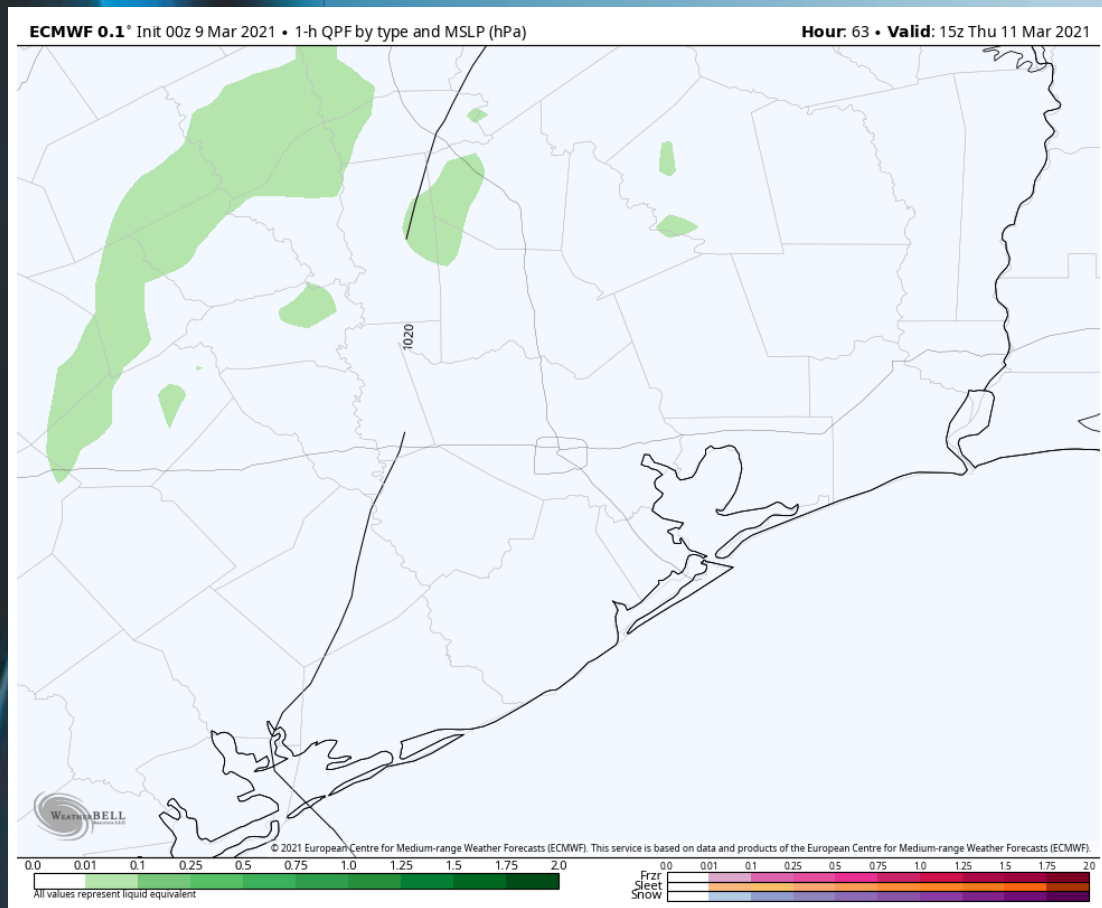 ECMWF 0.1° Init 00z 9 Mar 2021 • 1-h QPF by type and MSLP (hPa)
Hour: 63 • Valid: 15z Thu 11 Mar 2021
1020
WEATHERBELL
© 2021 European Centre for Medium-range Weather Forecasts (ECMWF). This service is based on data and products of the European Centre for Medium-range Weather Forecasts (ECMWF).
0.0 0.01 0.1 0.25 0.5 0.75 1.0 1.25 1.5 1.75 2.0
All values represent liquid equivalent
0.0 0.01 0.1 0.25 0.5 0.75 1.0 1.25 1.5 1.75 2.0
Frzr
Sleet
Snow